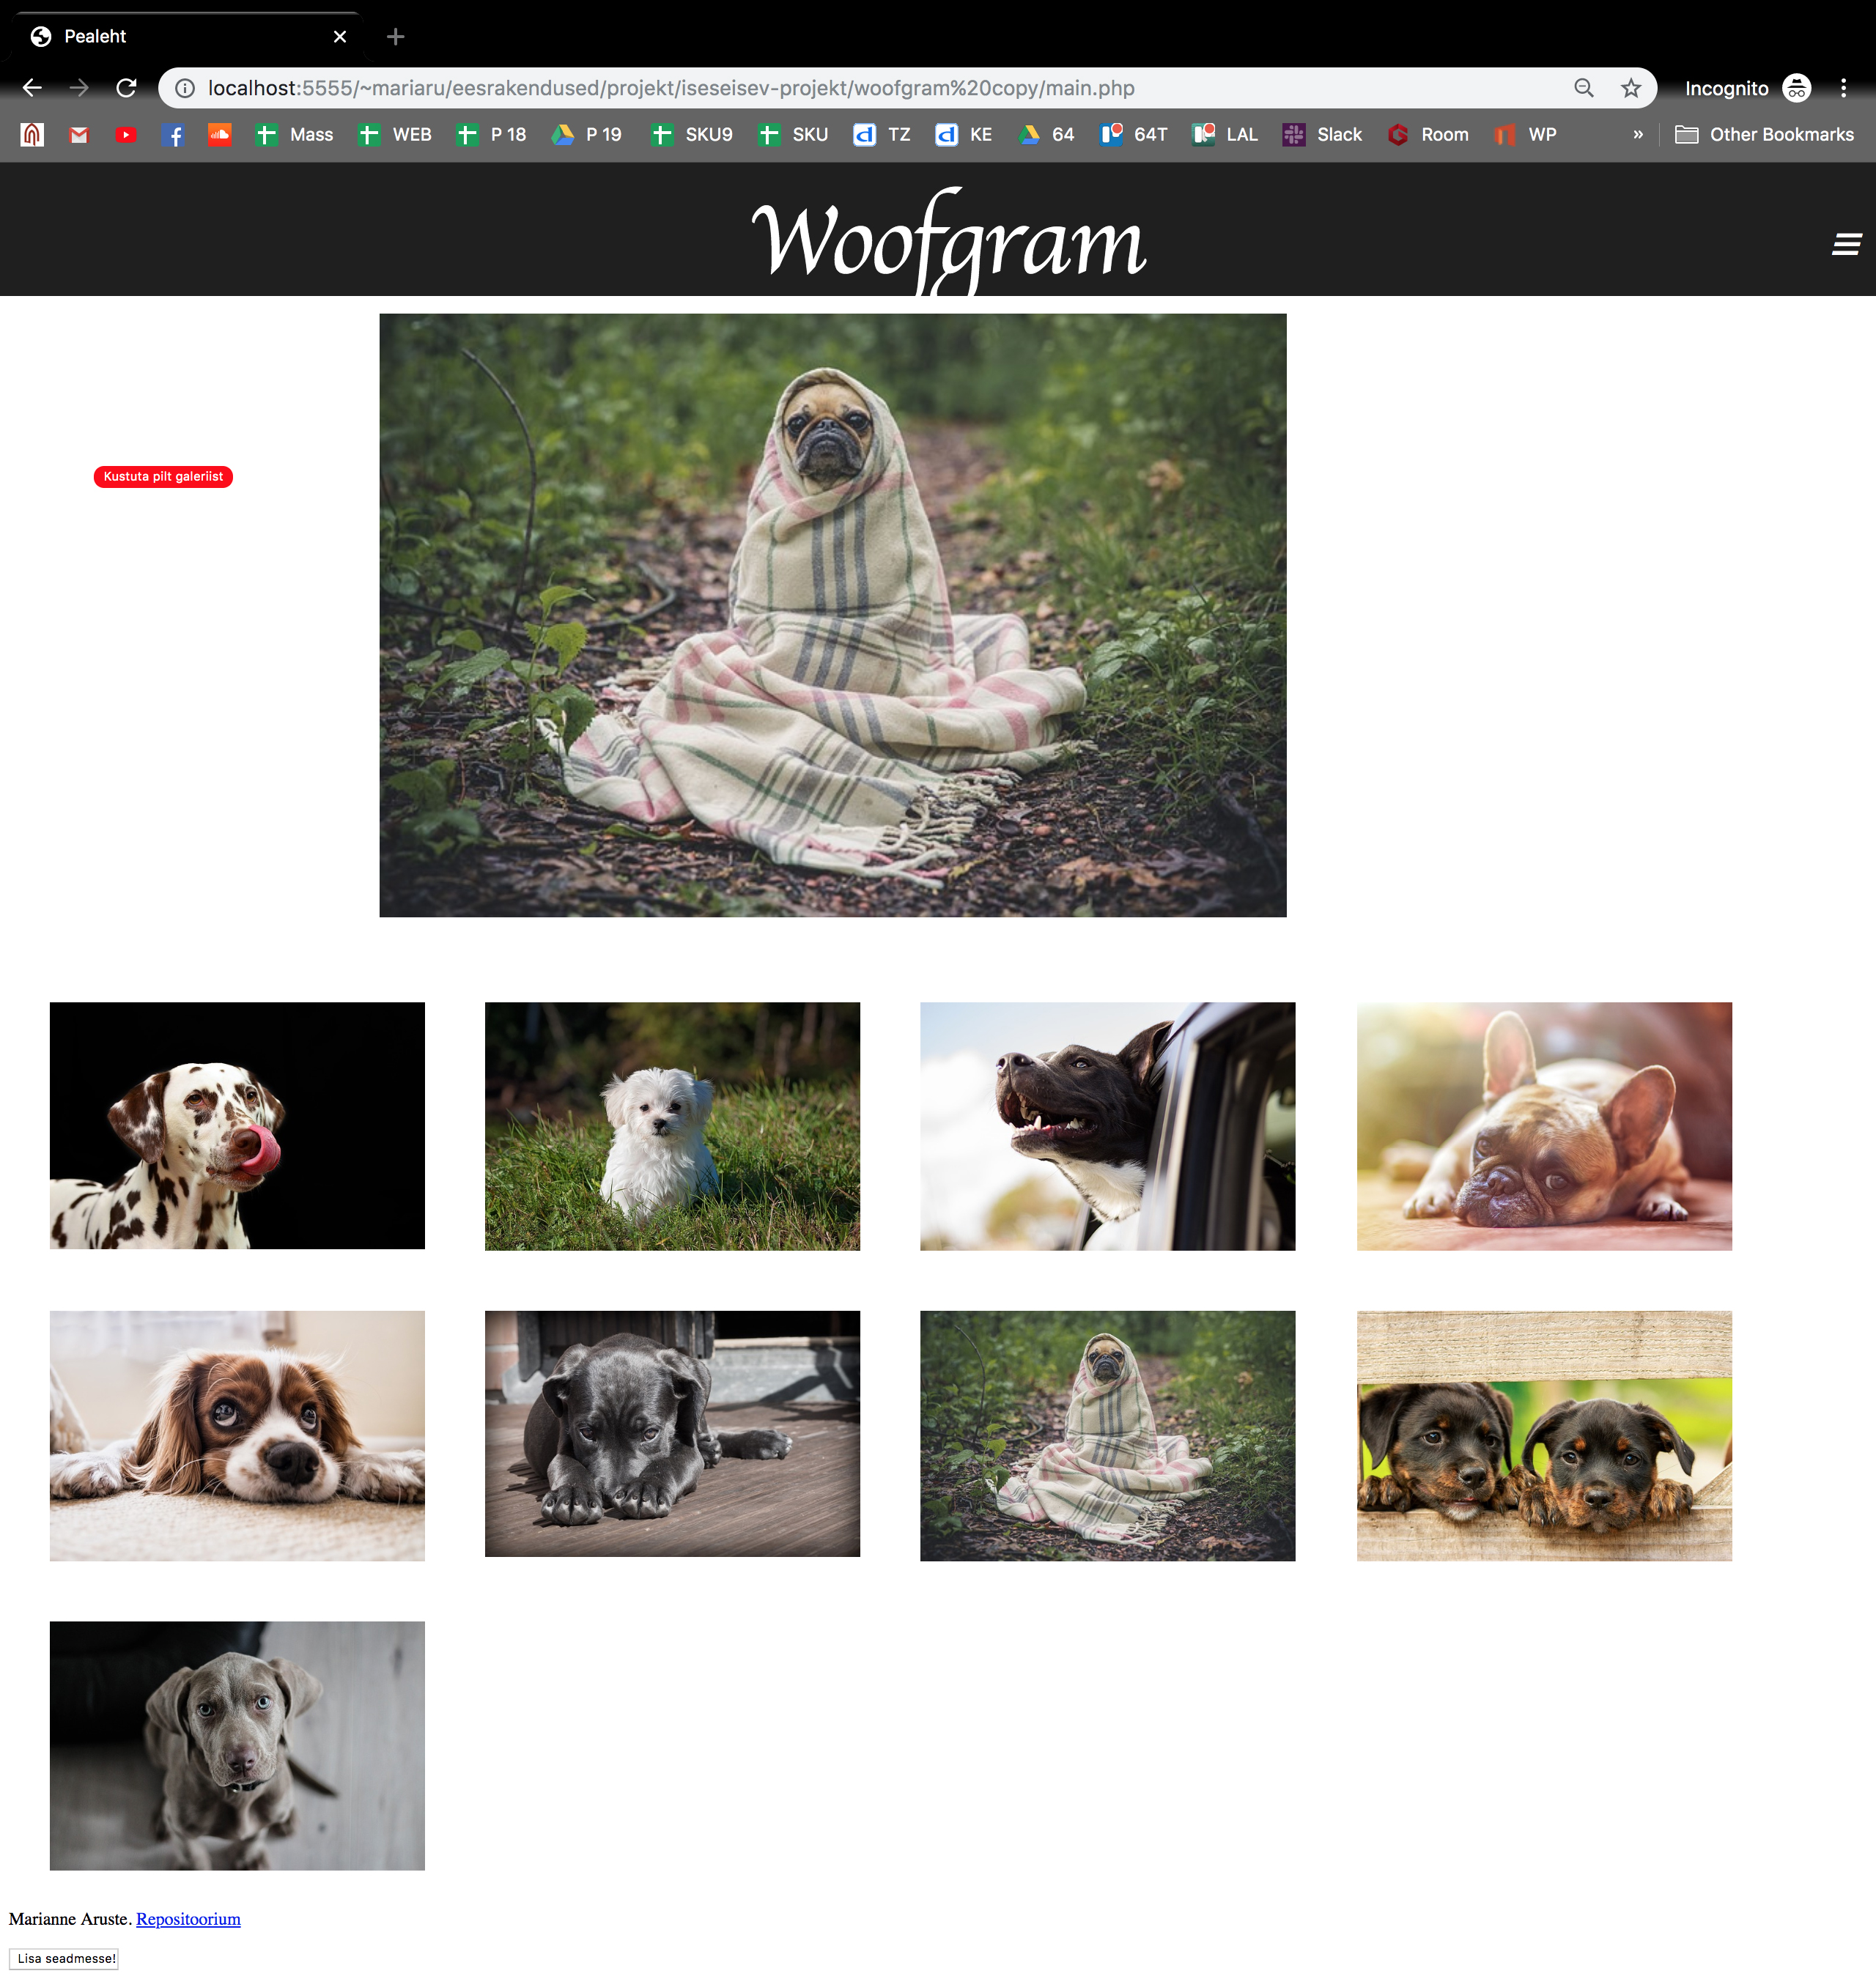 Pealeht
localhost:5555/~mariaru/eesrakendused/projekt/iseseisev-projekt/woofgram%20copy/main.php
Incognito
Mass WEB P 18 P 19 SKU9 SKU TZ KE 64 64T LAL Slack Room WP » Other Bookmarks
Woofgram
Kustuta pilt galeriist
Marianne Aruste. Repositoorium
Lisa seadmesse!